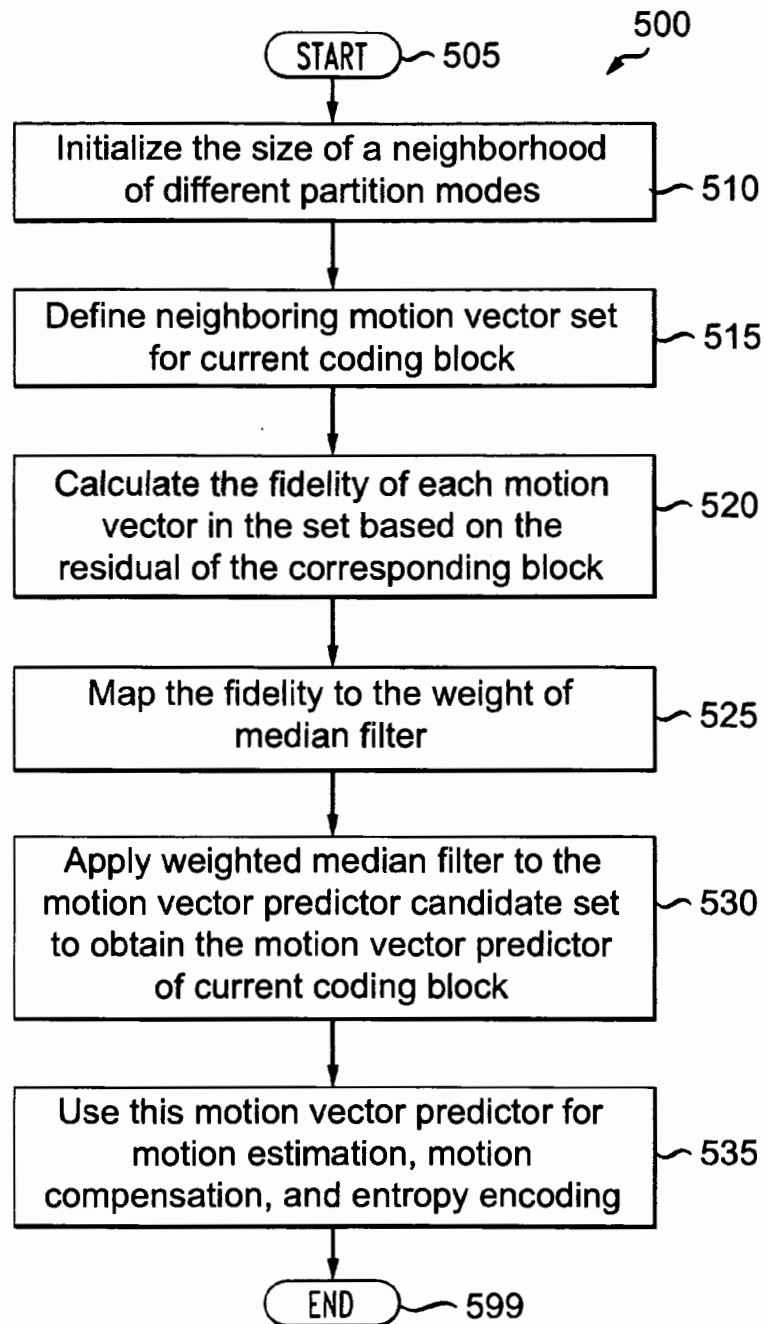 500
START 505
Initialize the size of a neighborhood
of different partition modes
510
Define neighboring motion vector set
for current coding block
515
Calculate the fidelity of each motion
vector in the set based on the
residual of the corresponding block
520
Map the fidelity to the weight of
median filter
525
Apply weighted median filter to the
motion vector predictor candidate set
to obtain the motion vector predictor
of current coding block
530
Use this motion vector predictor for
motion estimation, motion
compensation, and entropy encoding
535
END 599